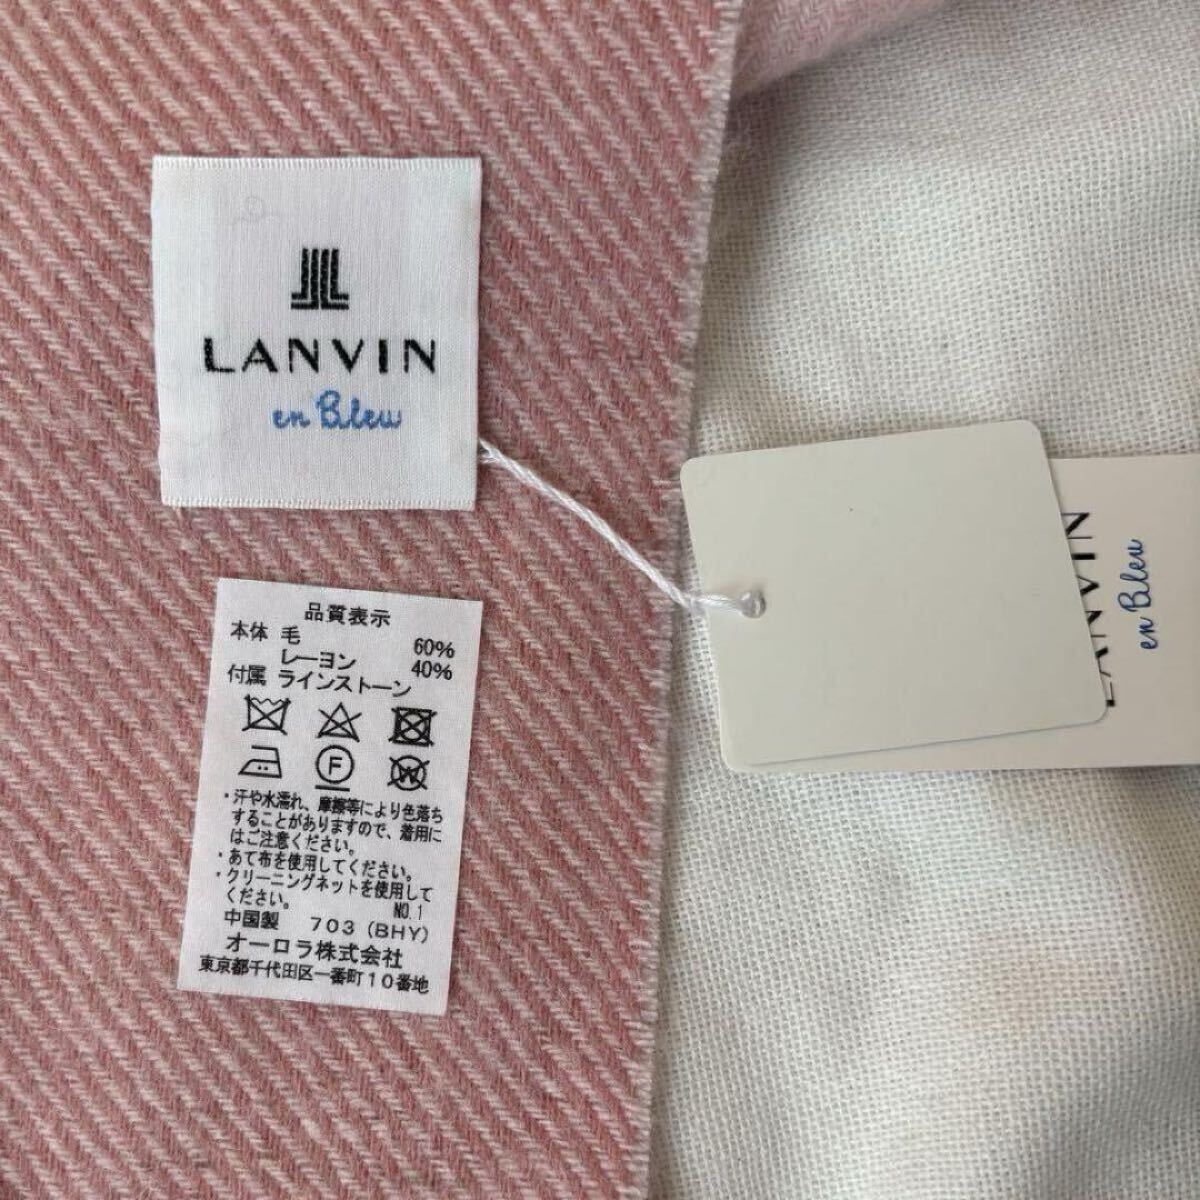 LANVIN
en Bleu
品質表示
本体 毛 60%
レーヨン 40%
付属 ラインストーン
F
W
・汗や水濡れ、摩擦等により色落ち
することがありますので、着用に
はご注意ください。
・あて布を使用してください。
・クリーニングネットを使用して
ください。 NO.1
中国製 703(BHY)
オーロラ株式会社
東京都千代田区一番町10番地
LANVIN
en Bleu